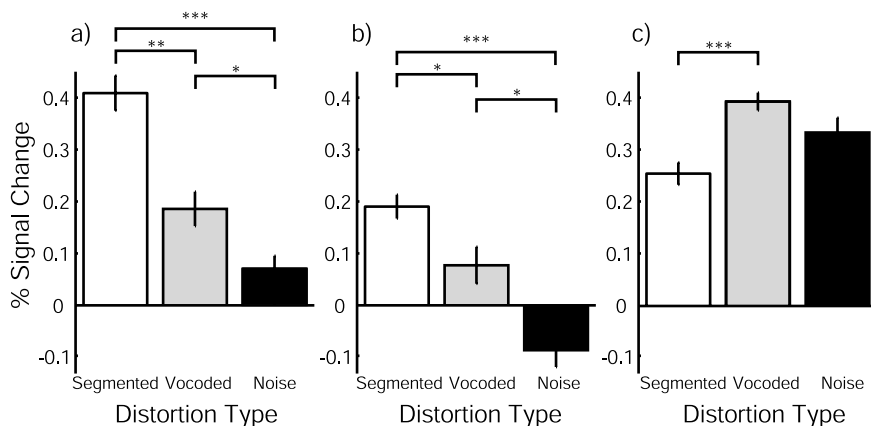 a)
***
**
*
% Signal Change
0.4
0.3
0.2
0.1
0
-0.1
Segmented Vocoded Noise
Distortion Type
b)
***
*
*
0.4
0.3
0.2
0.1
0
-0.1
Segmented Vocoded Noise
Distortion Type
c)
***
0.4
0.3
0.2
0.1
0
-0.1
Segmented Vocoded Noise
Distortion Type